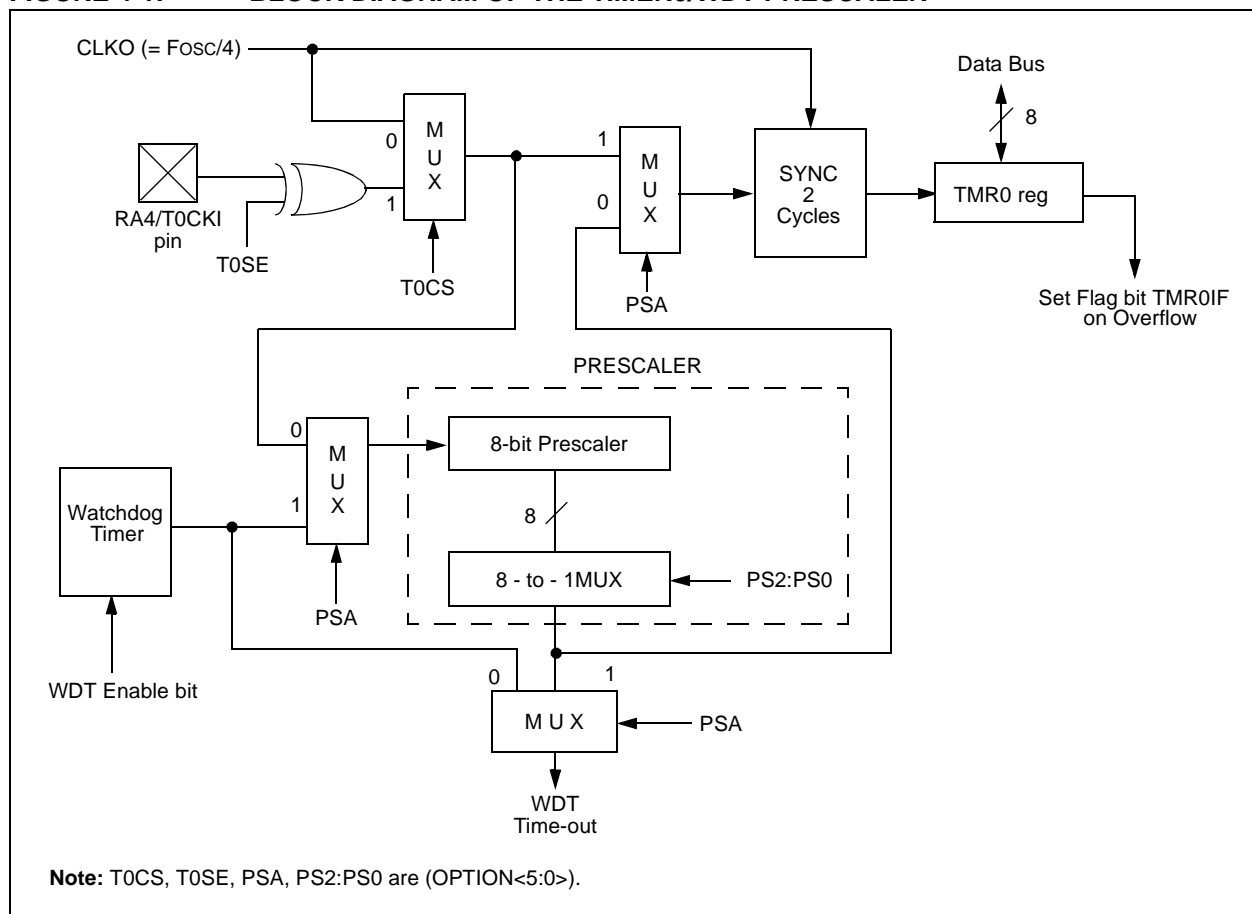 CLKO (= FOSC/4)
Data Bus
8
M
U
X
0
1
T0CS
RA4/T0CKI
pin
T0SE
1
0
M
U
X
PSA
SYNC
2
Cycles
TMR0 reg
Set Flag bit TMR0IF
on Overflow
PRESCALER
0
1
M
U
X
PSA
8-bit Prescaler
8
8 - to - 1MUX
PS2:PS0
Watchdog
Timer
WDT Enable bit
0
1
M U X
PSA
WDT
Time-out
Note: T0CS, T0SE, PSA, PS2:PS0 are (OPTION<5:0>).